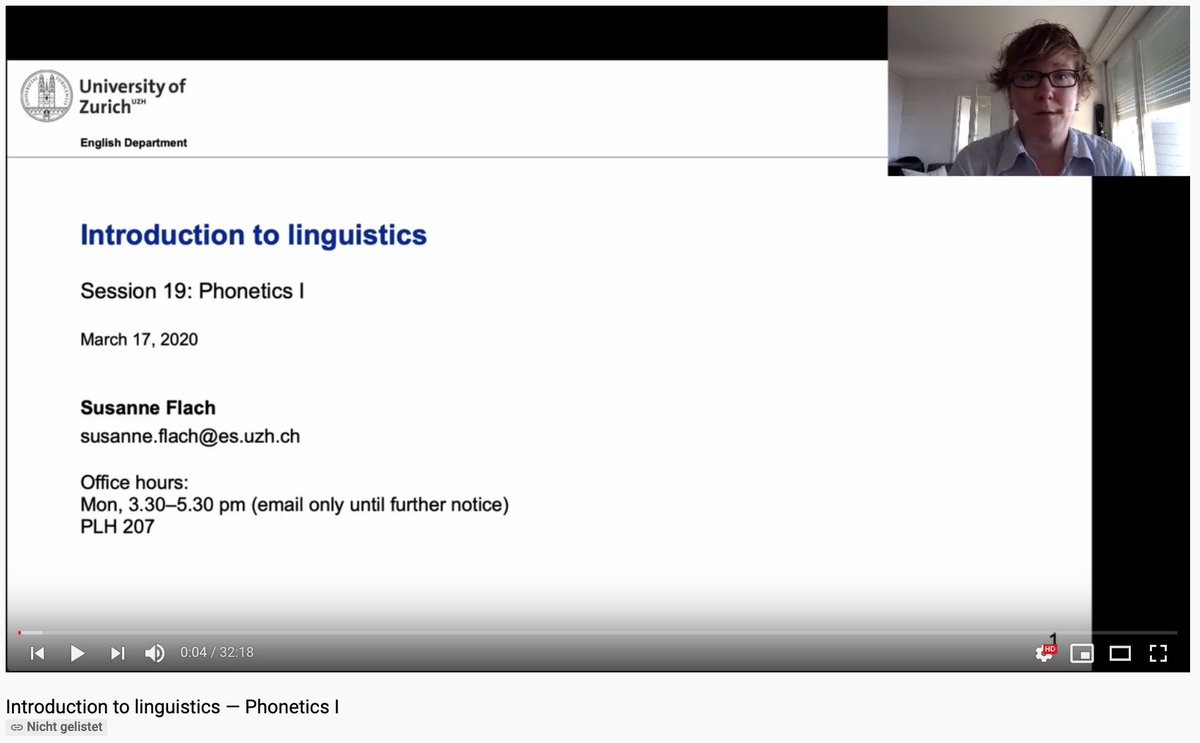 University of
Zurich UZH
English Department
Introduction to linguistics
Session 19: Phonetics I
March 17, 2020
Susanne Flach
susanne.flach@es.uzh.ch
Office hours:
Mon, 3.30–5.30 pm (email only until further notice)
PLH 207
1
0:04 / 32:18
HD
Introduction to linguistics — Phonetics I
Nicht gelistet